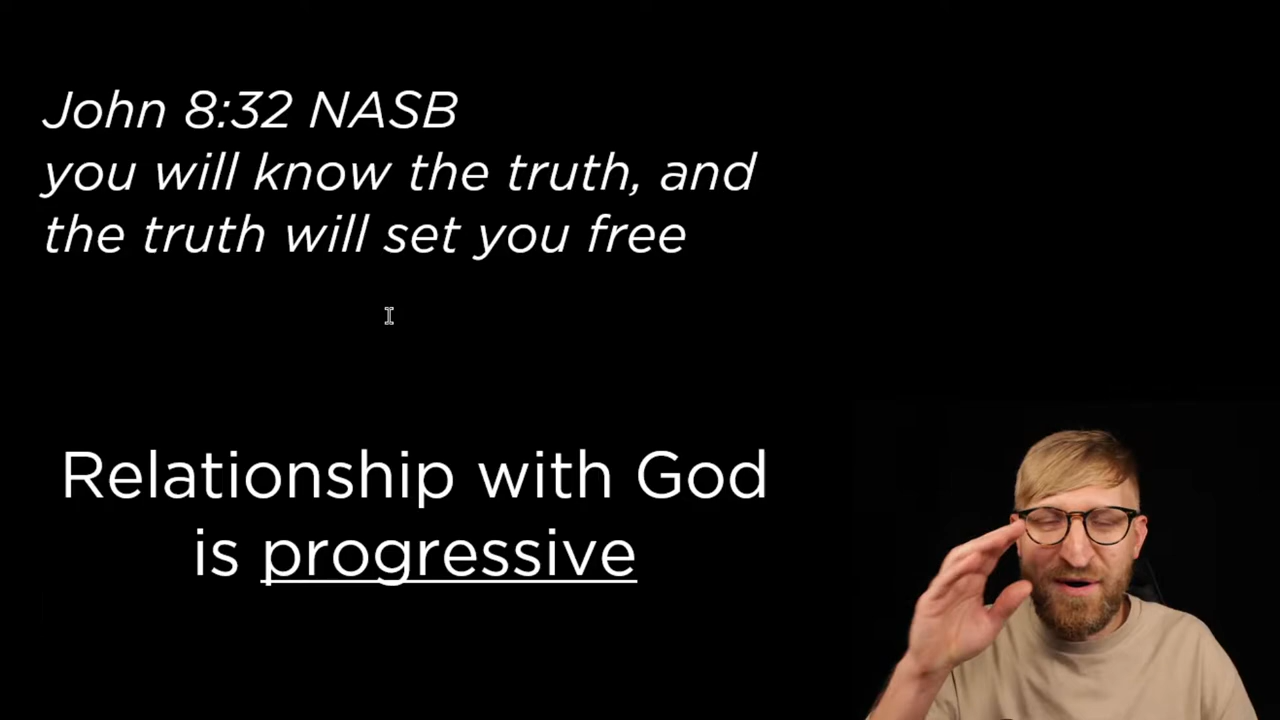 John 8:32 NASB
you will know the truth, and
the truth will set you free
Relationship with God
is progressive